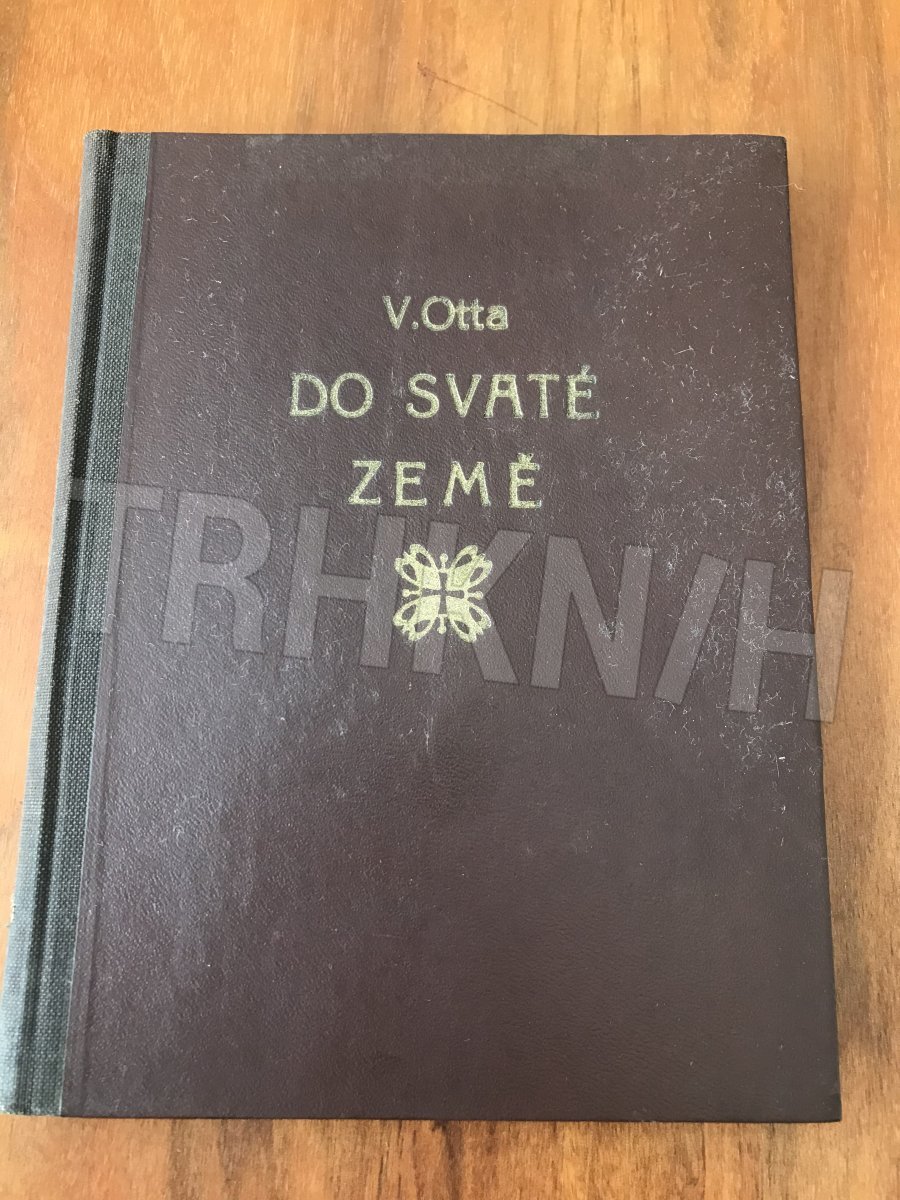 V. Otta
DO SVATÉ
ZEMĚ
TRHKNIH